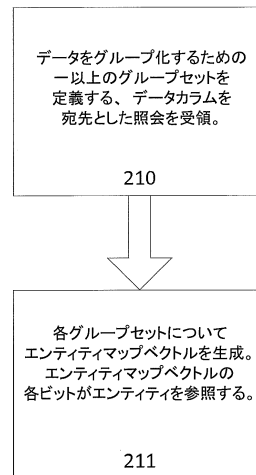 データをグループ化するための
一以上のグループセットを
定義する、データカラムを
宛先とした照会を受領。
210
各グループセットについて
エンティティマップベクトルを生成。
エンティティマップベクトルの
各ビットがエンティティを参照する。
211